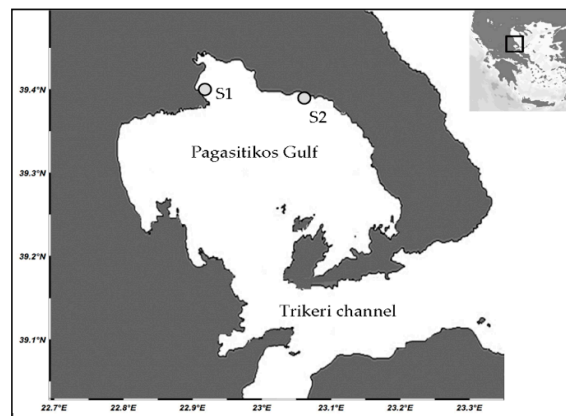 39.4°N
S1
S2
Pagasitikos Gulf
39.3°N
39.2°N
Trikeri channel
39.1°N
22.7°E 22.8°E 22.9°E 23°E 23.1°E 23.2°E 23.3°E